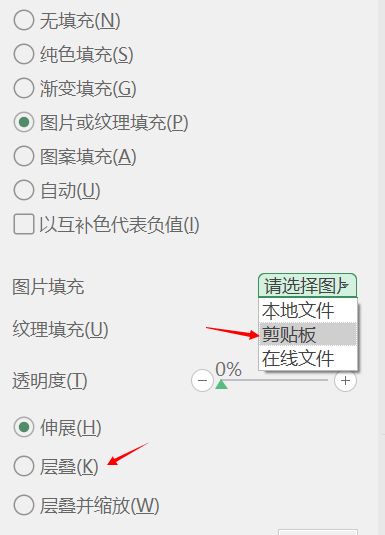 无填充(N)
纯色填充(S)
渐变填充(G)
图片或纹理填充(P)
图案填充(A)
自动(U)
以互补色代表负值(I)
图片填充 请选择图片
本地文件
剪贴板
纹理填充(U)
在线文件
透明度(T) 0%
伸展(H)
层叠(K)
层叠并缩放(W)